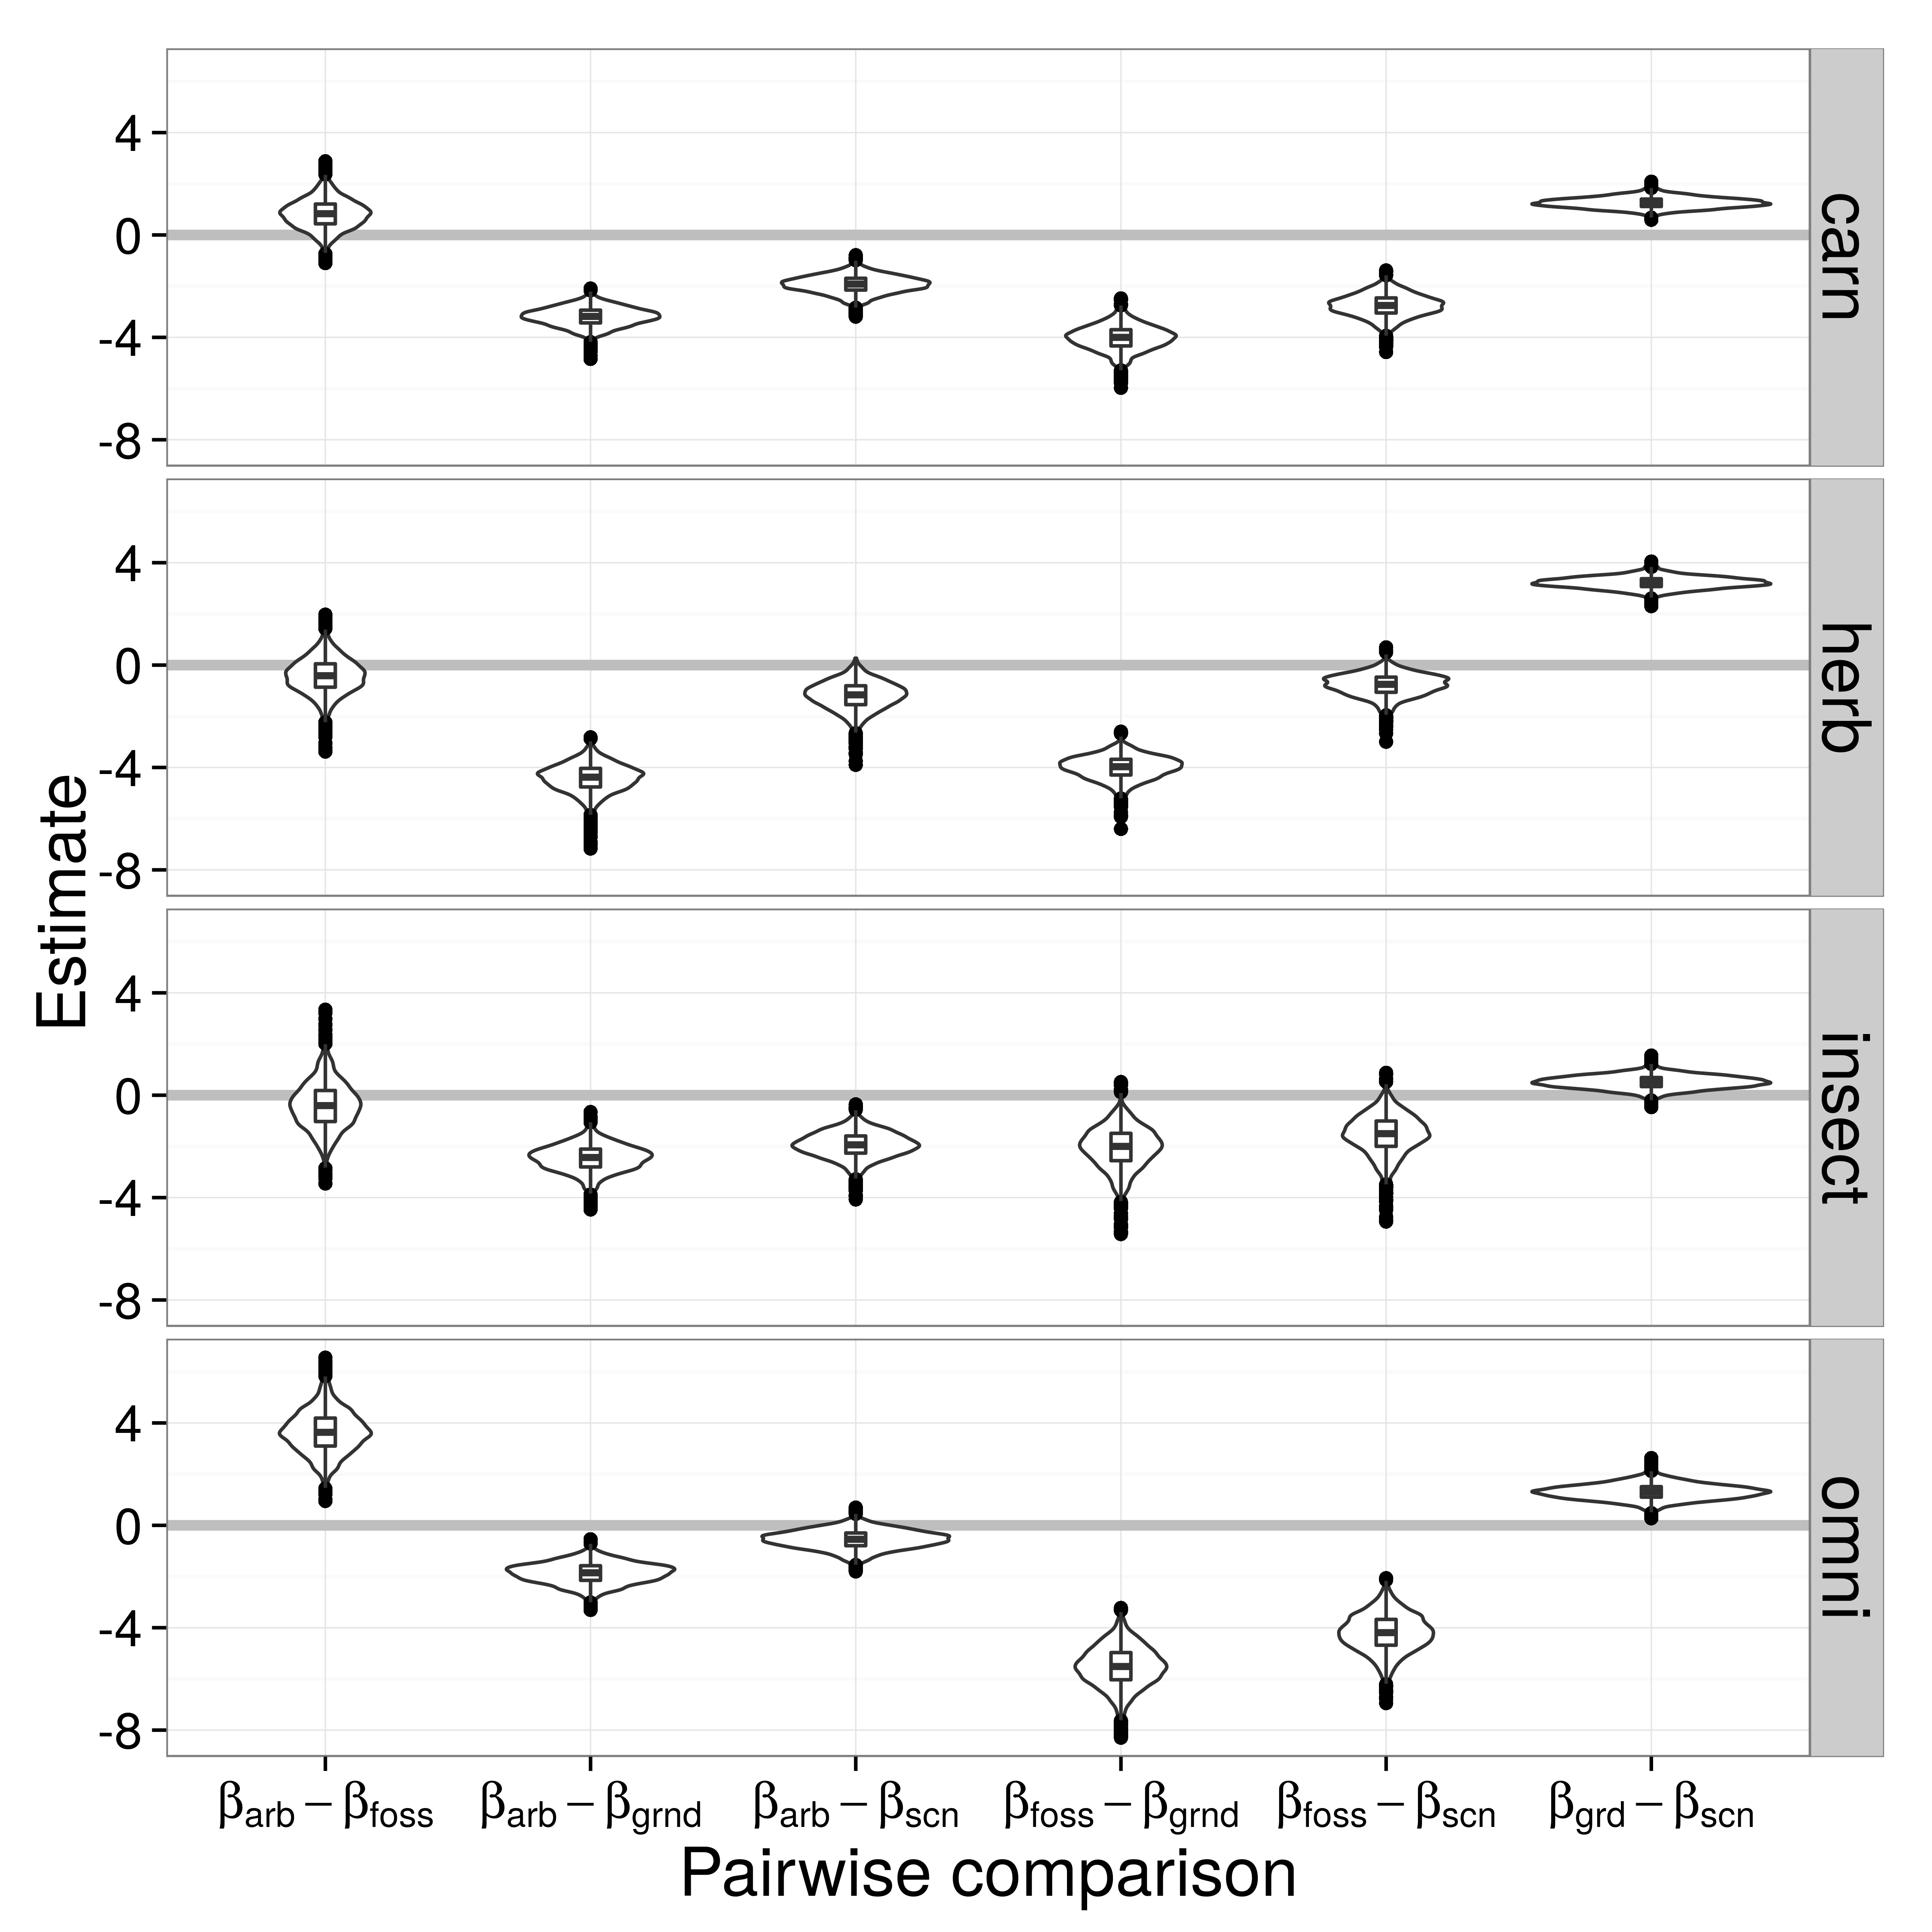 4
0
-4
-8
carn
4
0
-4
-8
herb
4
0
-4
-8
insect
4
0
-4
-8
omni
Estimate
βarb − βfoss βarb − βgrnd βarb − βscn βfoss − βgrnd βfoss − βscn βgrd − βscn
Pairwise comparison